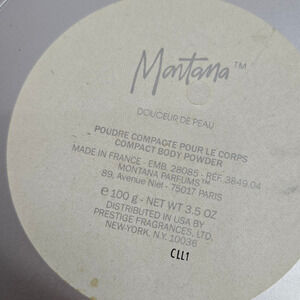 Montana™
DOUCEUR DE PEAU
POUDRE COMPACTE POUR LE CORPS
COMPACT BODY POWDER
MADE IN FRANCE - EMB. 28085 - RÉF. 3849.04
MONTANA PARFUMS™
89, Avenue Niel - 75017 PARIS
℮ 100 g - NET WT 3.5 OZ
DISTRIBUTED IN USA BY
PRESTIGE FRAGRANCES, LTD.
NEW-YORK, N.Y. 10036
CLL1